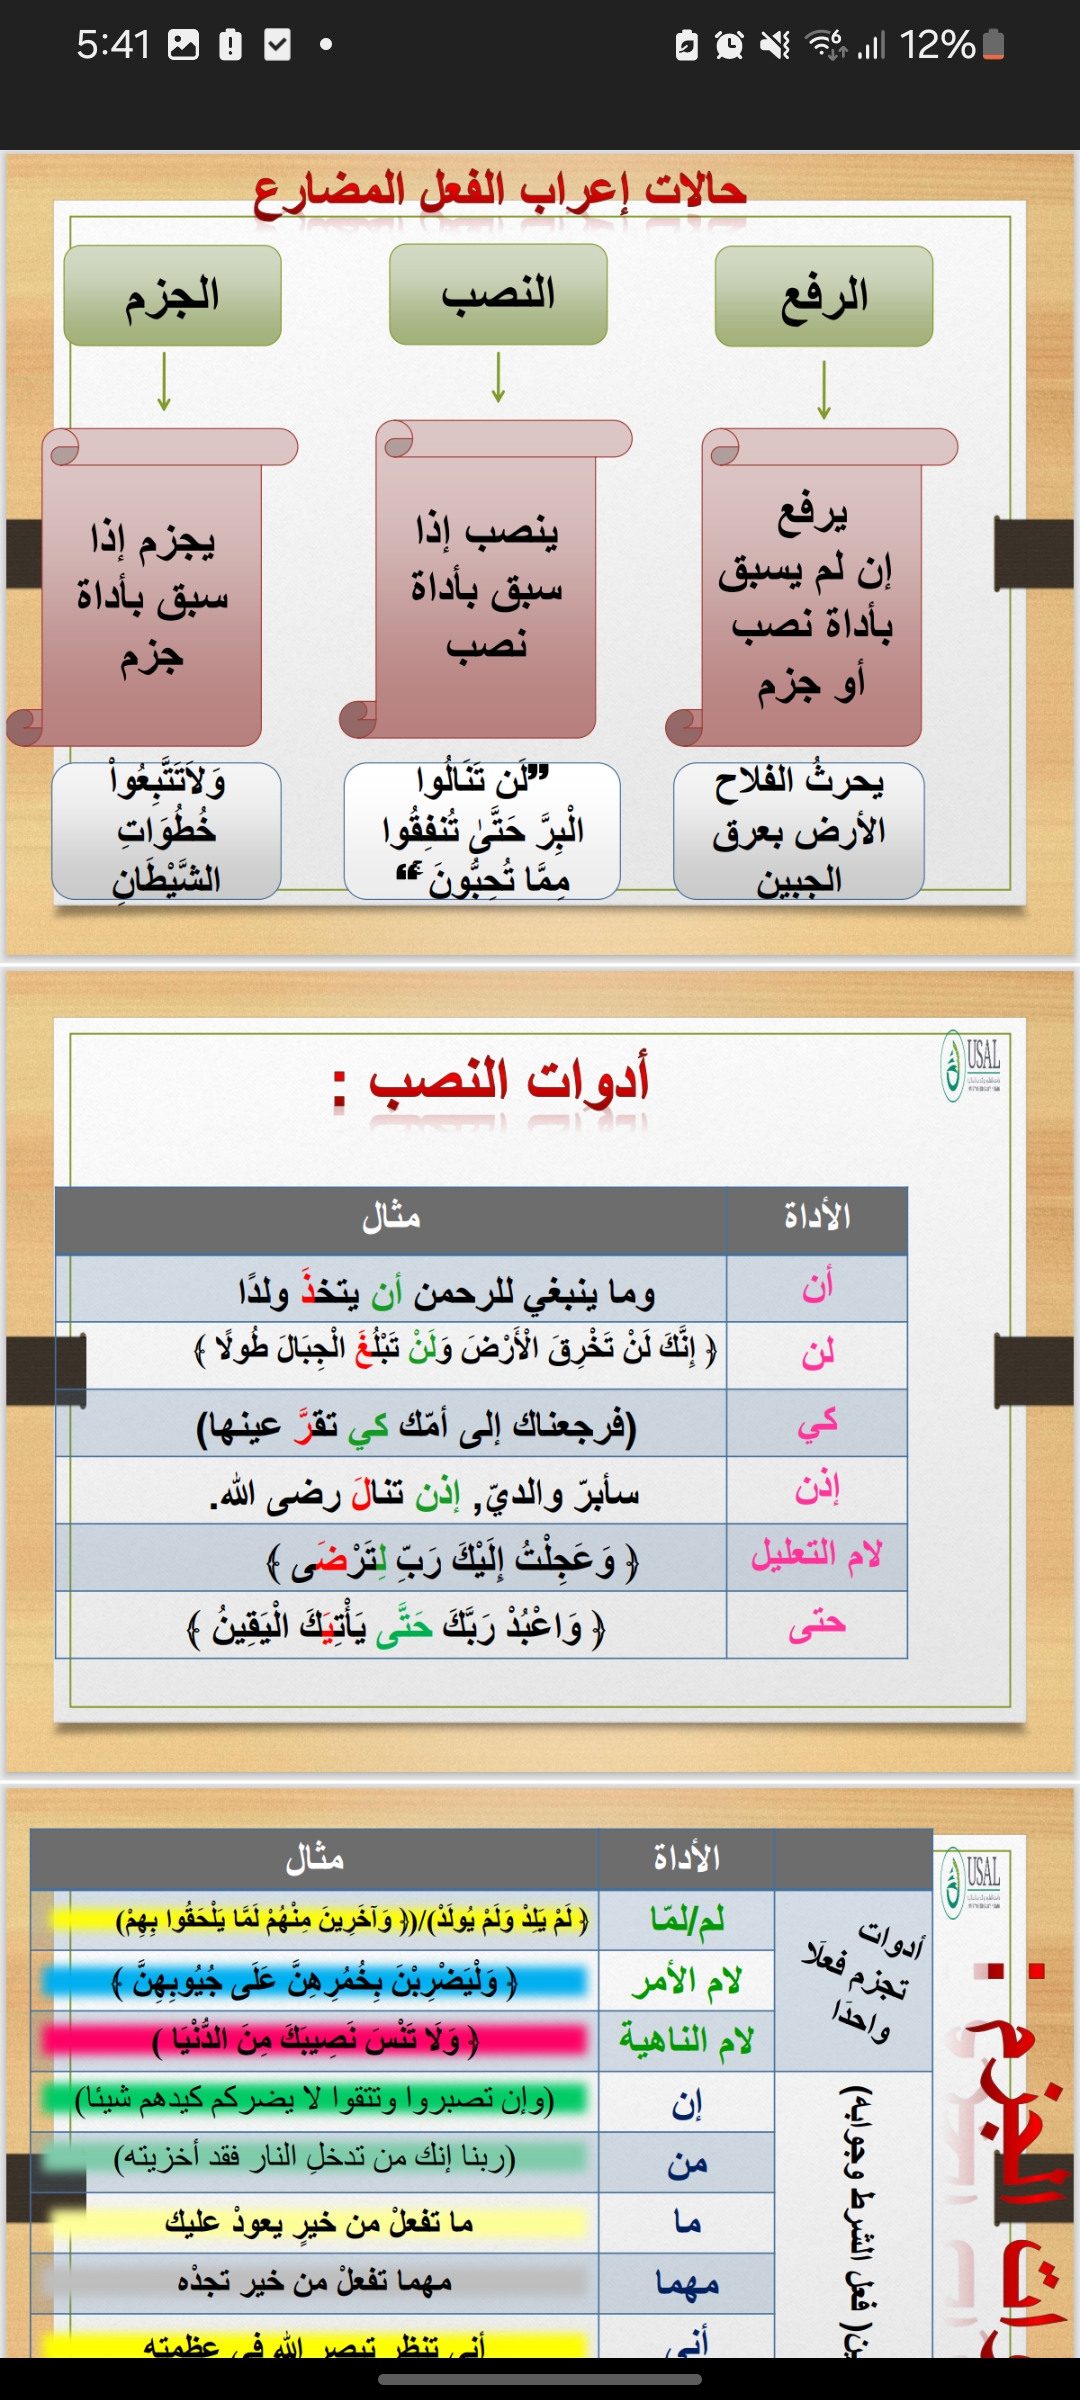 5:41
12%
حالات إعراب الفعل المضارع
الرفع
النصب
الجزم
يرفع
إن لم يسبق
بأداة نصب
أو جزم
ينصب إذا
سبق بأداة
نصب
يجزم إذا
سبق بأداة
جزم
يحرثُ الفلاح
الأرض بعرق
الجبين
”لَن تَنَالُوا
الْبِرَّ حَتَّىٰ تُنفِقُوا
مِمَّا تُحِبُّونَ ۚ“
وَلاَتَتَّبِعُواْ
خُطُوَاتِ
الشَّيْطَانِ
USAL
أدوات النصب :
الأداة مثال
أن وما ينبغي للرحمن أن يتخذَ ولدًا
لن ﴿ إِنَّكَ لَنْ تَخْرِقَ الْأَرْضَ وَلَنْ تَبْلُغَ الْجِبَالَ طُولًا ﴾
كي (فرجعناك إلى أمّك كي تقرَّ عينها)
إذن سأبرّ والديّ, إذن تنالَ رضى الله.
لام التعليل ﴿ وَعَجِلْتُ إِلَيْكَ رَبِّ لِتَرْضَى ﴾
حتى ﴿ وَاعْبُدْ رَبَّكَ حَتَّى يَأْتِيَكَ الْيَقِينُ ﴾
USAL
الجزم :
الأداة مثال
أدوات
تجزم فعلًا
واحدًا
لم/لمّا ﴿ لَمْ يَلِدْ وَلَمْ يُولَدْ)/(﴿ وَآخَرِينَ مِنْهُمْ لَمَّا يَلْحَقُوا بِهِمْ)
لام الأمر ﴿ وَلْيَضْرِبْنَ بِخُمُرِهِنَّ عَلَى جُيُوبِهِنَّ ﴾
لام الناهية ﴿ وَلَا تَنْسَ نَصِيبَكَ مِنَ الدُّنْيَا )
(فعل الشرط وجوابه)
إن (وإن تصبروا وتتقوا لا يضركم كيدهم شيئا)
من (ربنا إنك من تدخلِ النار فقد أخزيته)
ما ما تفعلْ من خيرٍ يعودْ عليك
مهما مهما تفعلْ من خير تجدْه
أنى أنى تنظر تبصر الله في عظمته